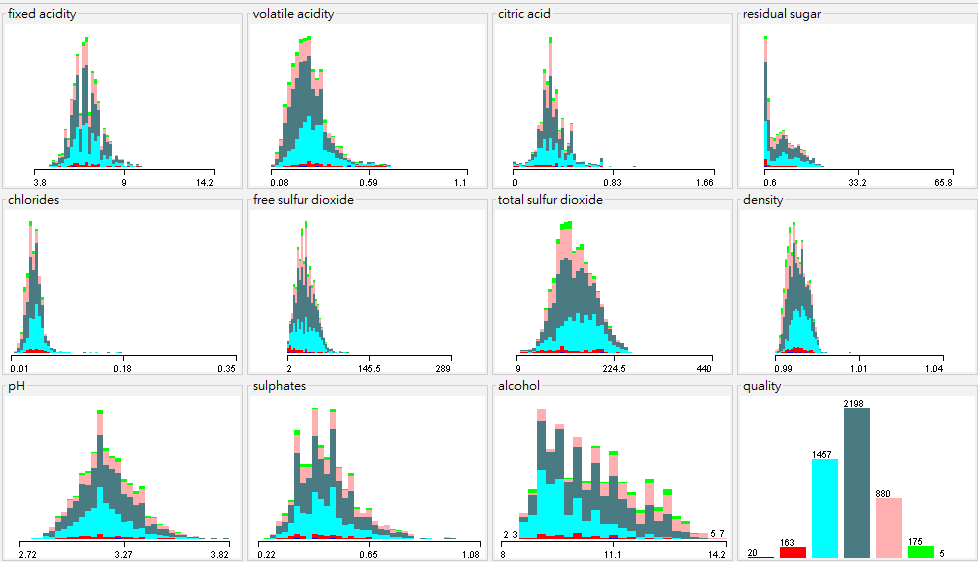 fixed acidity
3.8 9 14.2
volatile acidity
0.08 0.59 1.1
citric acid
0 0.83 1.66
residual sugar
0.6 33.2 65.8
chlorides
0.01 0.18 0.35
free sulfur dioxide
2 145.5 289
total sulfur dioxide
9 224.5 440
density
0.99 1.01 1.04
pH
2.72 3.27 3.82
sulphates
0.22 0.65 1.08
alcohol
2 3 5 7
8 11.1 14.2
quality
2198
1457
880
163 175
20 5